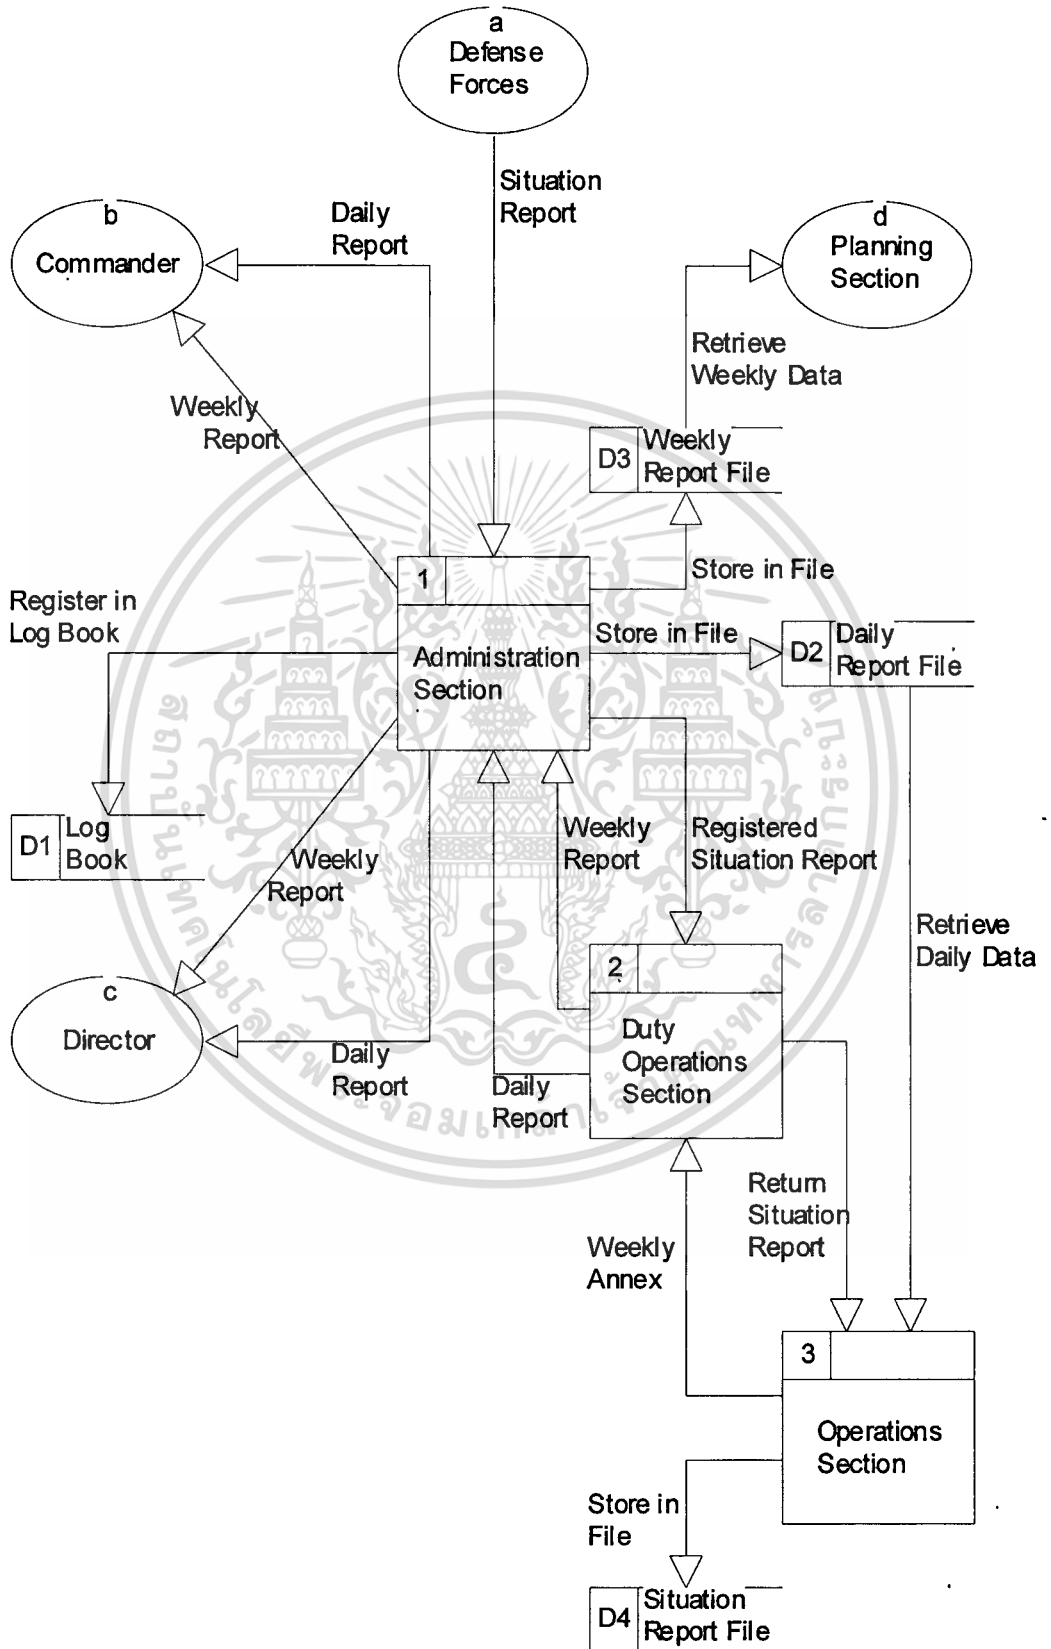 a
Defense
Forces
Situation
Report
b
Commander
Daily
Report
d
Planning
Section
Retrieve
Weekly Data
Weekly
Report
D3
Weekly
Report File
1
Administration
Section
Store in File
Store in File
D2
Daily
Report File
Register in
Log Book
D1
Log
Book
Weekly
Report
Weekly
Report
Registered
Situation Report
Retrieve
Daily Data
c
Director
Daily
Report
Daily
Report
2
Duty
Operations
Section
Return
Situation
Report
Weekly
Annex
3
Operations
Section
Store in
File
D4
Situation
Report File